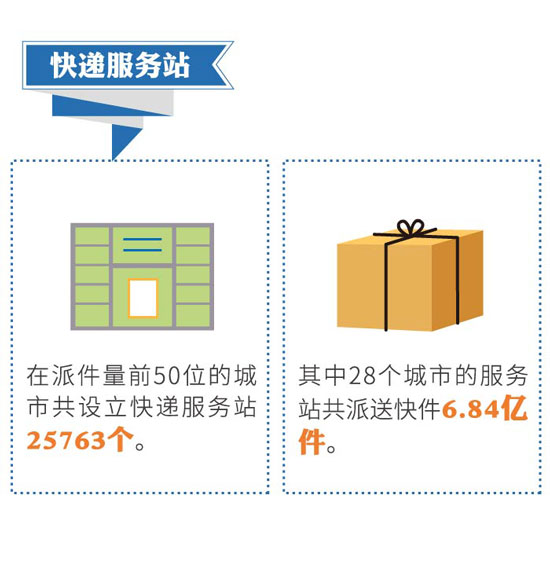 快递服务站
在派件量前50位的城
市共设立快递服务站
25763个。
其中28个城市的服务
站共派送快件6.84亿
件。